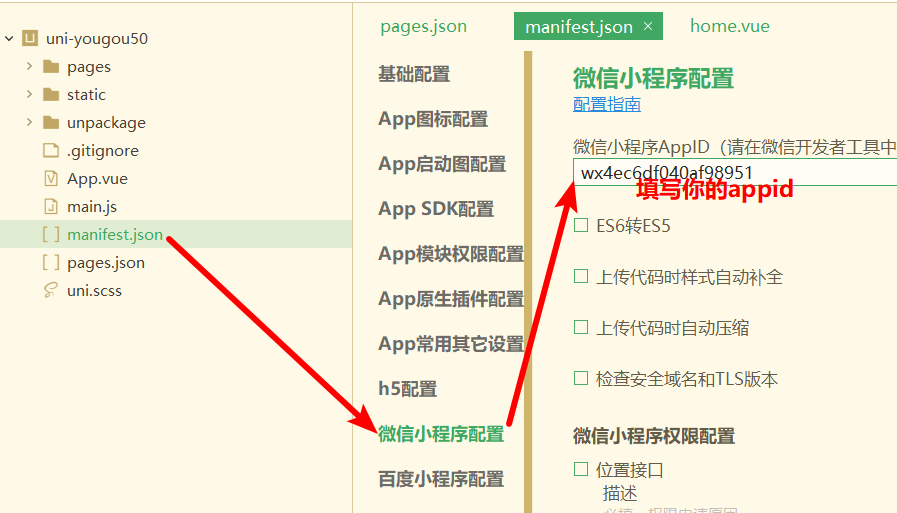 uni-yougou50
pages
static
unpackage
.gitignore
App.vue
main.js
manifest.json
pages.json
uni.scss
pages.json
manifest.json ×
home.vue
基础配置
App图标配置
App启动图配置
App SDK配置
App模块权限配置
App原生插件配置
App常用其它设置
h5配置
微信小程序配置
百度小程序配置
微信小程序配置
配置指南
微信小程序AppID（请在微信开发者工具中
wx4ec6df040af98951
填写你的appid
ES6转ES5
上传代码时样式自动补全
上传代码时自动压缩
检查安全域名和TLS版本
微信小程序权限配置
位置接口
描述